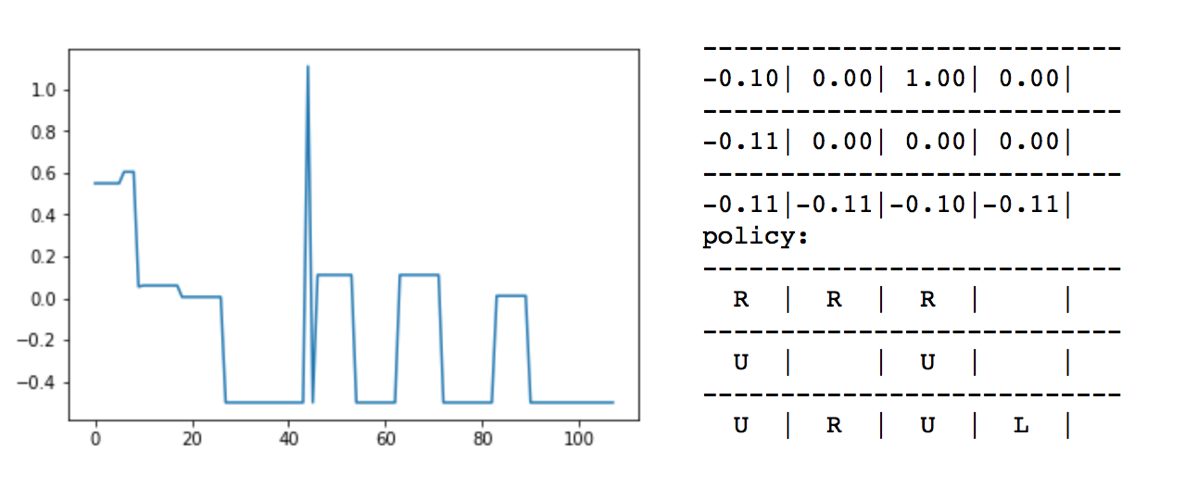 1.0
0.8
0.6
0.4
0.2
0.0
−0.2
−0.4
0 20 40 60 80 100
---------------------------
-0.10| 0.00| 1.00| 0.00|
---------------------------
-0.11| 0.00| 0.00| 0.00|
---------------------------
-0.11|-0.11|-0.10|-0.11|
policy:
---------------------------
R | R | R | |
---------------------------
U | | U | |
---------------------------
U | R | U | L |